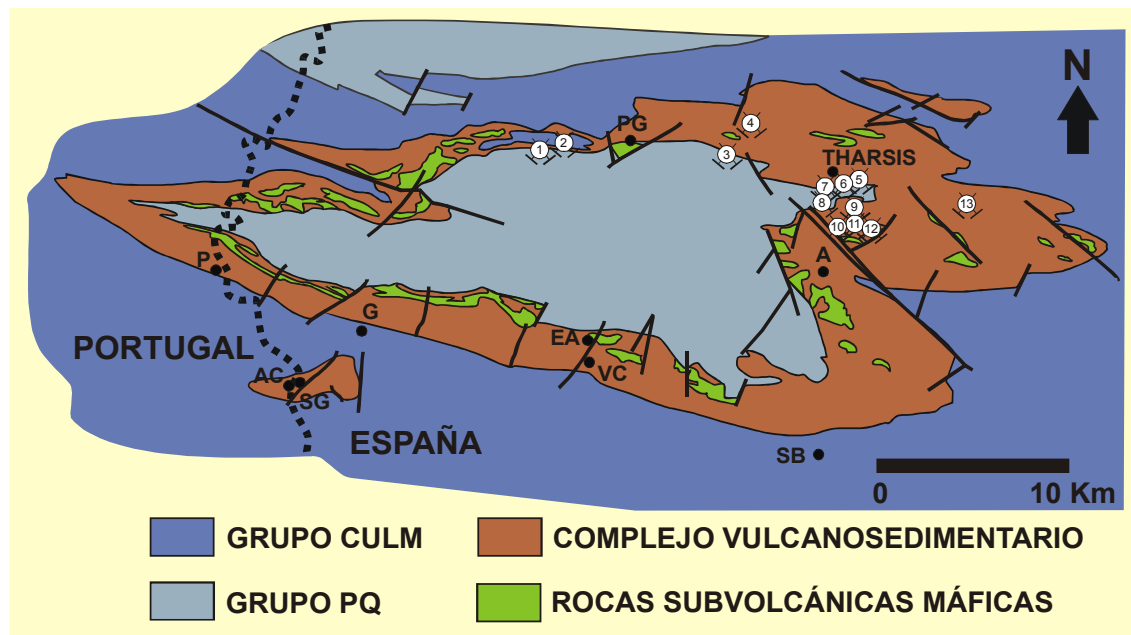 N
PG
4
2
1
3
THARSIS
7
6
5
8
9
13
10
11
12
P
A
G
PORTUGAL
EA
VC
AC
SG
ESPAÑA
SB
0
10 Km
GRUPO CULM
COMPLEJO VULCANOSEDIMENTARIO
GRUPO PQ
ROCAS SUBVOLCÁNICAS MÁFICAS